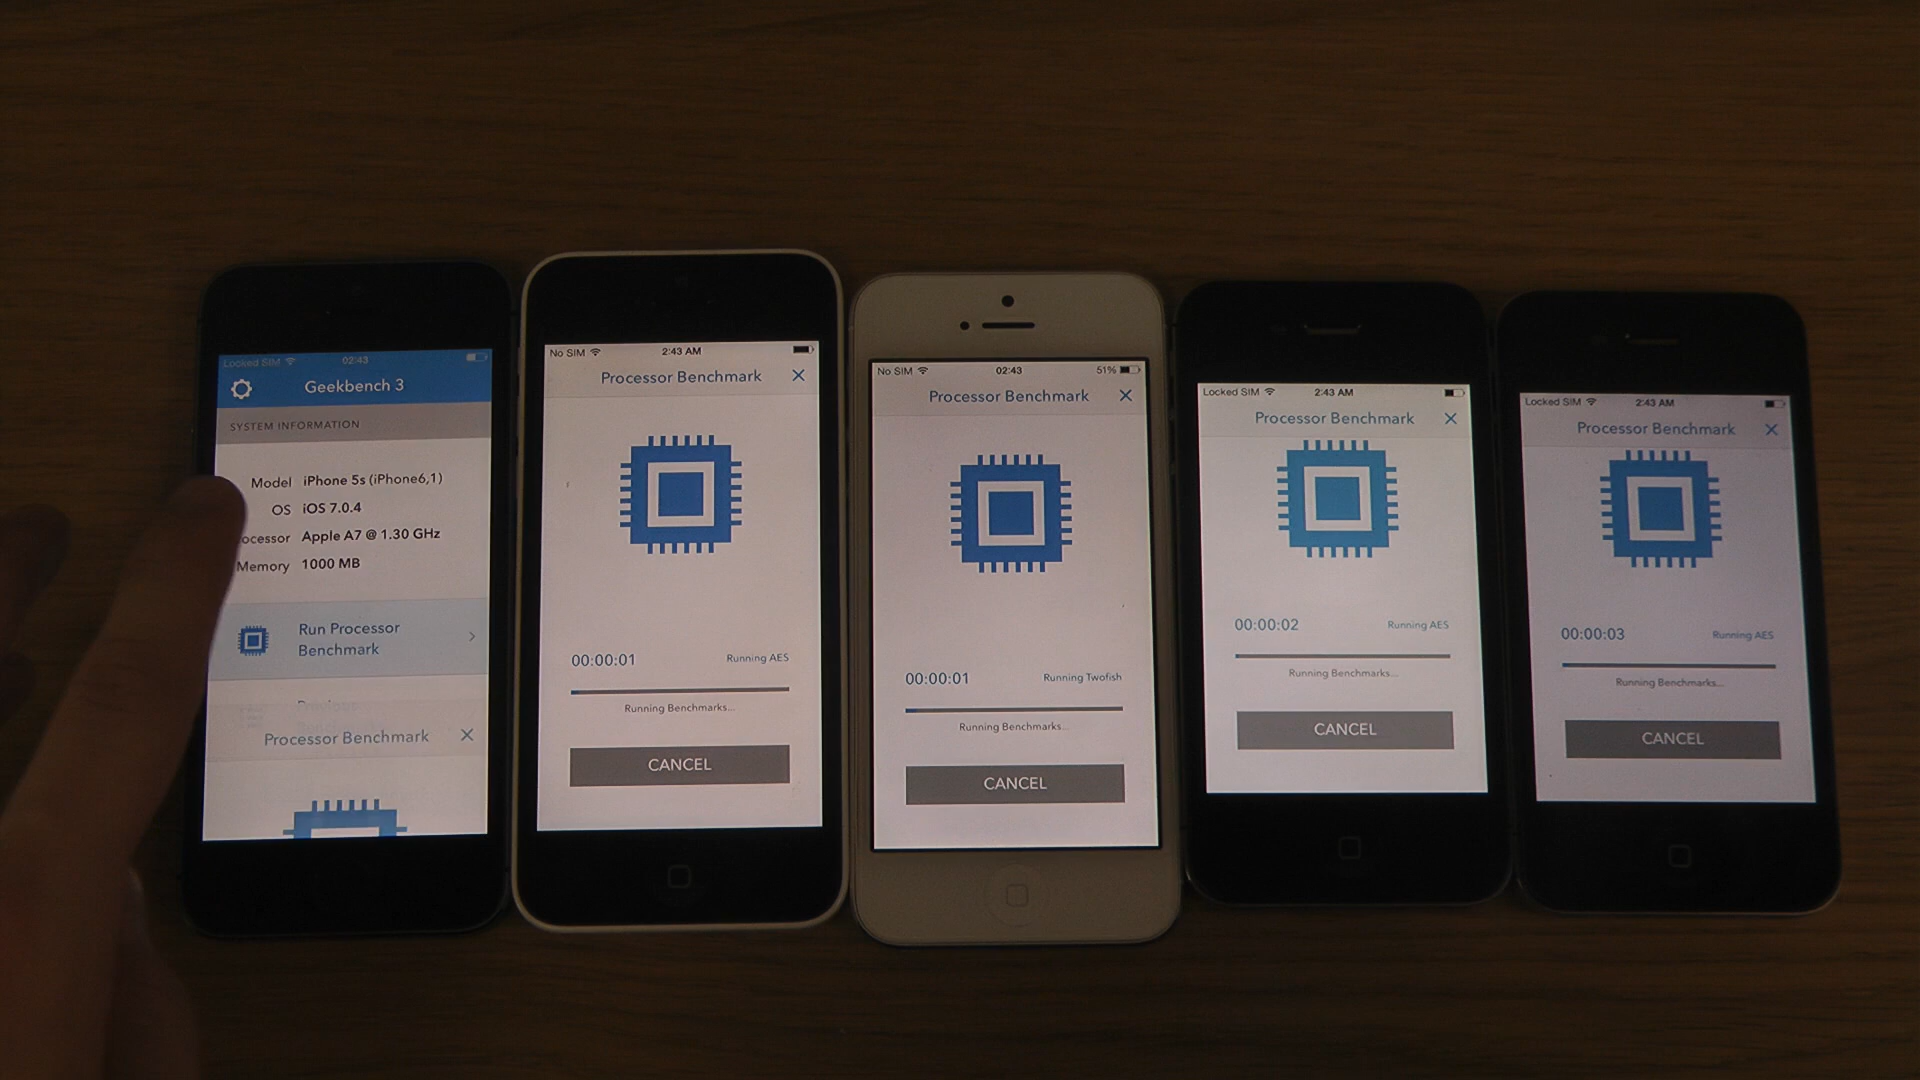 Locked SIM 02:43
Geekbench 3
SYSTEM INFORMATION
Model iPhone 5s (iPhone6,1)
OS iOS 7.0.4
ocessor Apple A7 @ 1.30 GHz
Memory 1000 MB
Run Processor
Benchmark
Processor Benchmark
No SIM 2:43 AM
Processor Benchmark
00:00:01 Running AES
Running Benchmarks...
CANCEL
No SIM 02:43 51%
Processor Benchmark
00:00:01 Running Twofish
Running Benchmarks...
CANCEL
Locked SIM 2:43 AM
Processor Benchmark
00:00:02 Running AES
Running Benchmarks...
CANCEL
Locked SIM 2:43 AM
Processor Benchmark
00:00:03 Running AES
Running Benchmarks...
CANCEL